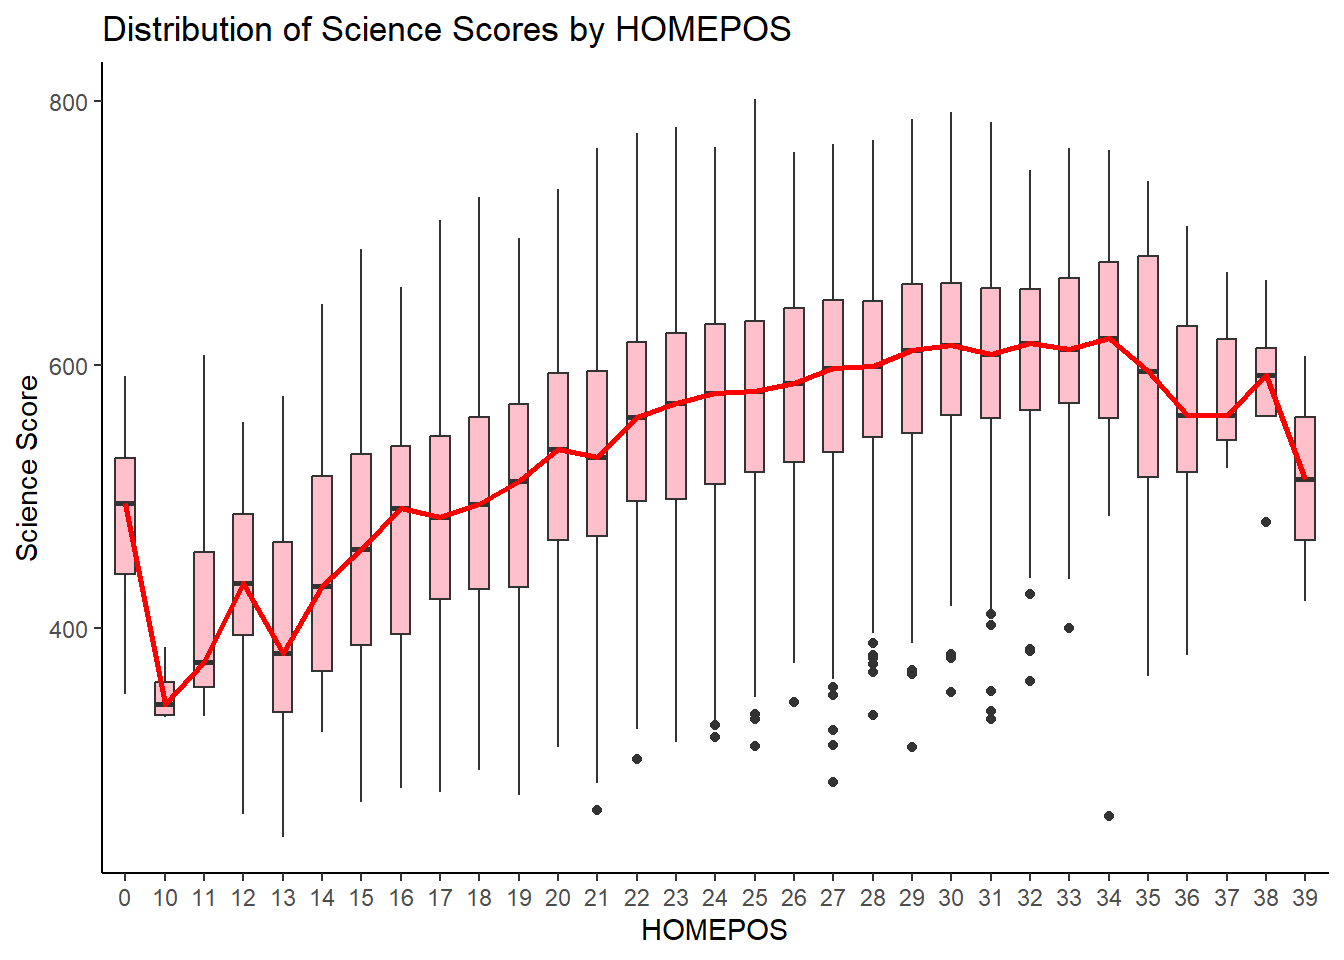 Distribution of Science Scores by HOMEPOS
800
600
400
Science Score
0 10 11 12 13 14 15 16 17 18 19 20 21 22 23 24 25 26 27 28 29 30 31 32 33 34 35 36 37 38 39
HOMEPOS